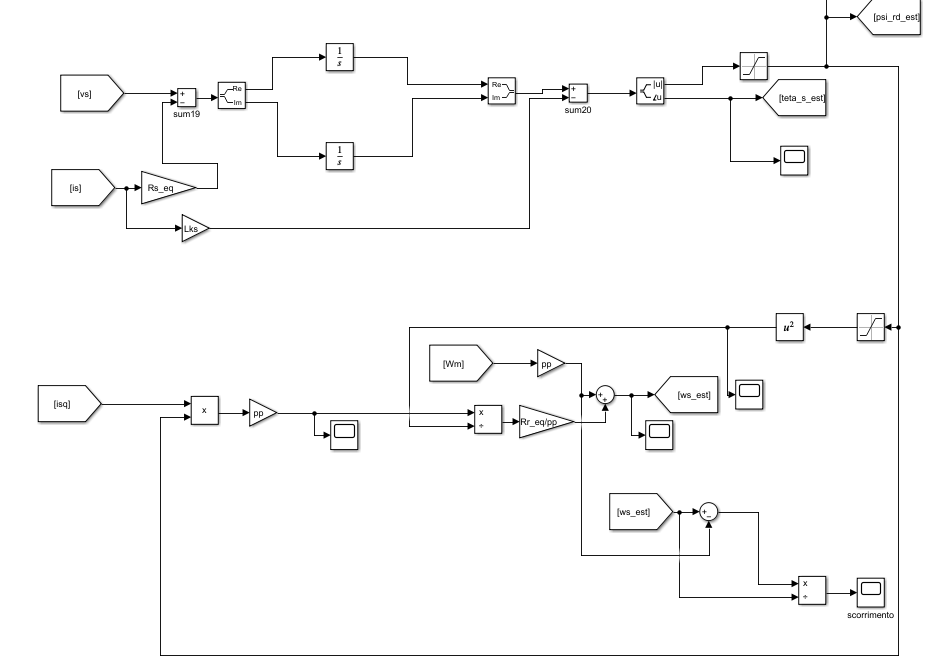 [psi_rd_est]
[vs]
+
−
sum19
Re
Im
1
s
1
s
Re
Im
+
−
sum20
|u|
∠u
[teta_s_est]
[is]
Rs_eq
Lks
u²
[Wm]
pp
[isq]
x
pp
x
÷
Rr_eq/pp
+
+
[ws_est]
[ws_est]
+
−
x
÷
scorrimento